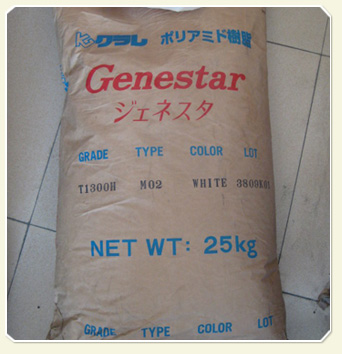 クラレ ポリアミド樹脂
Genestar
ジェネスタ
GRADE TYPE COLOR LOT
T1300H M02 WHITE
NET WT: 25kg
GRADE TYPE COLOR LOT